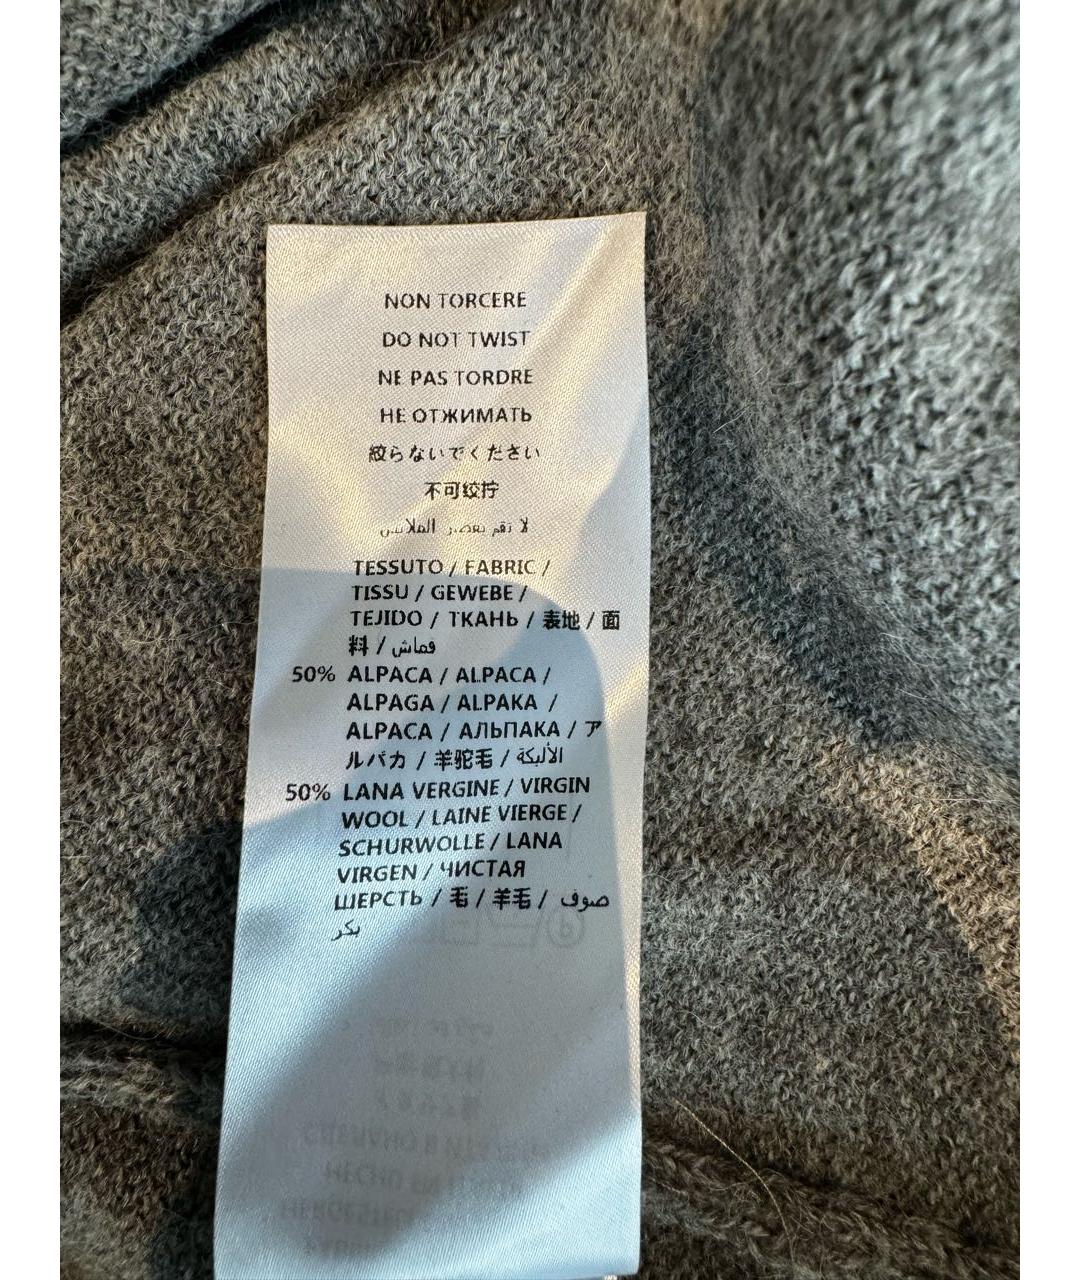 NON TORCERE
DO NOT TWIST
NE PAS TORDRE
НЕ ОТЖИМАТЬ
絞らないでください
不可绞拧
لا تقم بعصر الملابس
TESSUTO / FABRIC /
TISSU / GEWEBE /
TEJIDO / ТКАНЬ / 表地 / 面
料 / قماش
50% ALPACA / ALPACA /
ALPAGA / ALPAKA /
ALPACA / АЛЬПАКА / ア
ルパカ / 羊驼毛 / الألبكة
50% LANA VERGINE / VIRGIN
WOOL / LAINE VIERGE /
SCHURWOLLE / LANA
VIRGEN / ЧИСТАЯ
ШЕРСТЬ / 毛 / 羊毛 / صوف
بكر